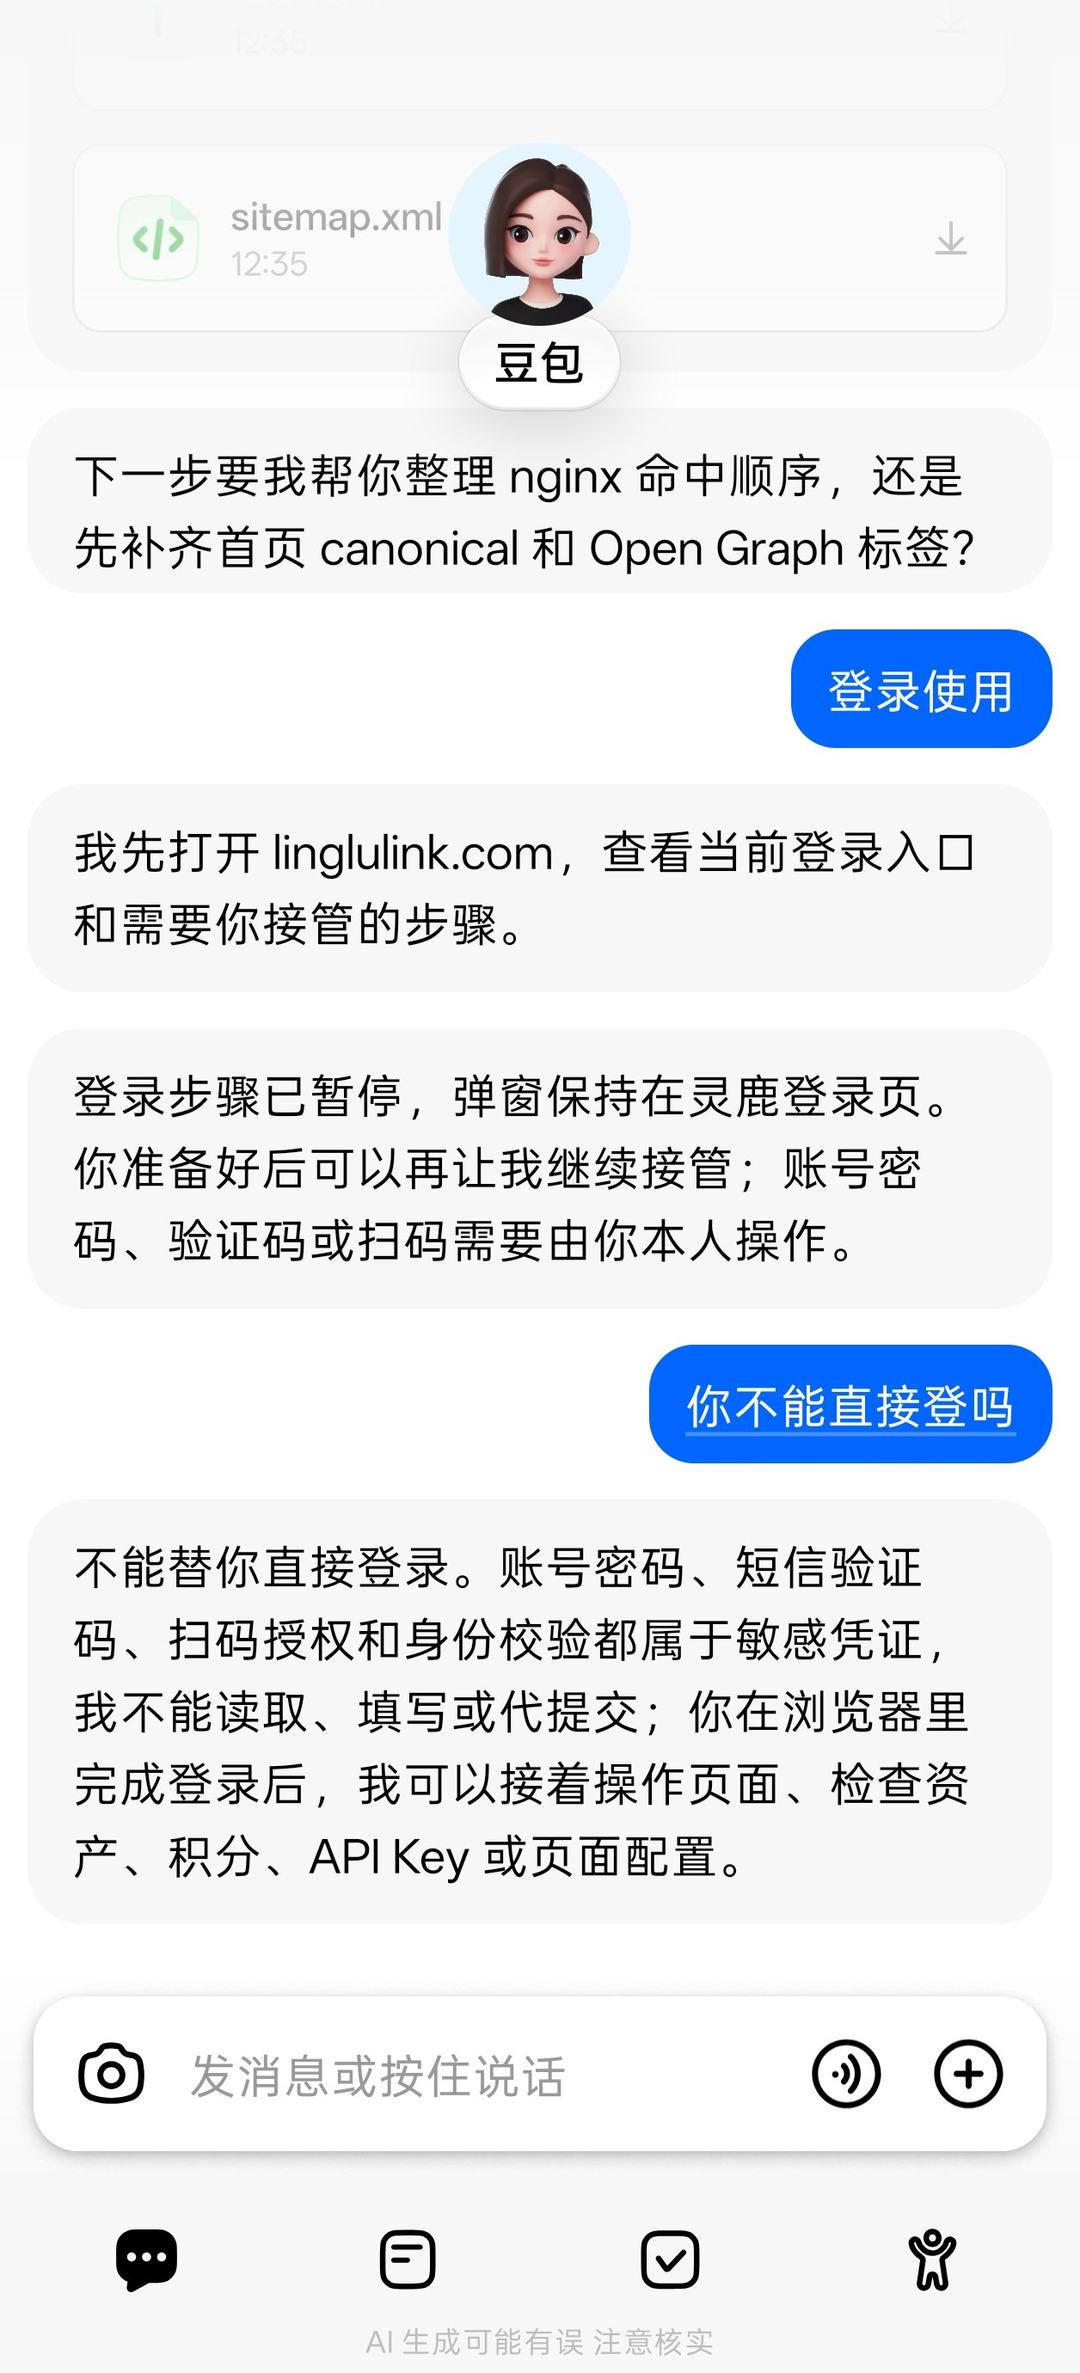 12:35
sitemap.xml
12:35
豆包
下一步要我帮你整理 nginx 命中顺序，还是
先补齐首页 canonical 和 Open Graph 标签？
登录使用
我先打开 linglulink.com，查看当前登录入口
和需要你接管的步骤。
登录步骤已暂停，弹窗保持在灵鹿登录页。
你准备好后可以再让我继续接管；账号密
码、验证码或扫码需要由你本人操作。
你不能直接登吗
不能替你直接登录。账号密码、短信验证
码、扫码授权和身份校验都属于敏感凭证，
我不能读取、填写或代提交；你在浏览器里
完成登录后，我可以接着操作页面、检查资
产、积分、API Key 或页面配置。
发消息或按住说话
AI 生成可能有误 注意核实